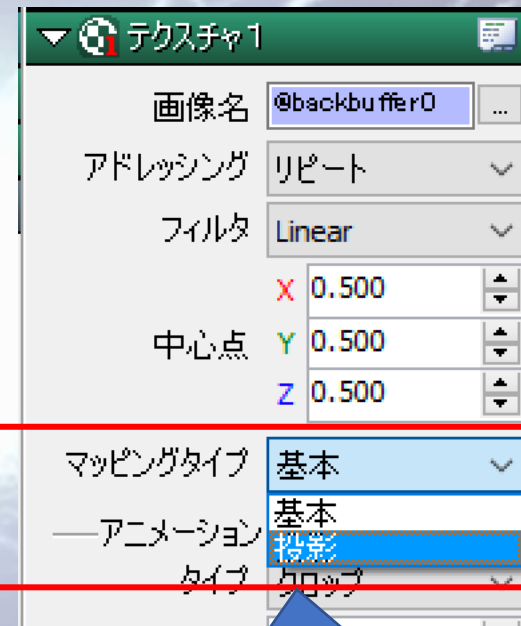 テクスチャ1
画像名 @backbuffer0 ...
アドレッシング リピート
フィルタ Linear
X 0.500
中心点 Y 0.500
Z 0.500
マッピングタイプ 基本
基本
アニメーション 投影
タイプ クロップ